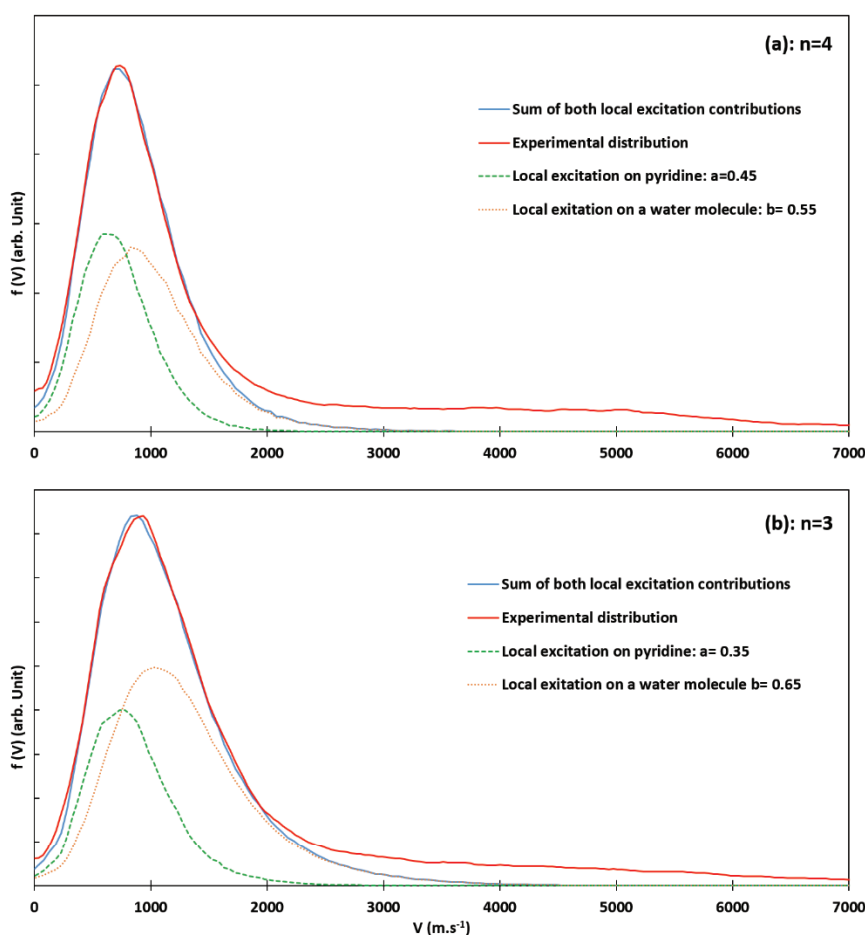 (a): n=4
Sum of both local excitation contributions
Experimental distribution
Local excitation on pyridine: a=0.45
Local exitation on a water molecule: b= 0.55
f (V) (arb. Unit)
0 1000 2000 3000 4000 5000 6000 7000
(b): n=3
Sum of both local excitation contributions
Experimental distribution
Local excitation on pyridine: a= 0.35
Local exitation on a water molecule b= 0.65
f (V) (arb. Unit)
0 1000 2000 3000 4000 5000 6000 7000
V (m.s⁻¹)